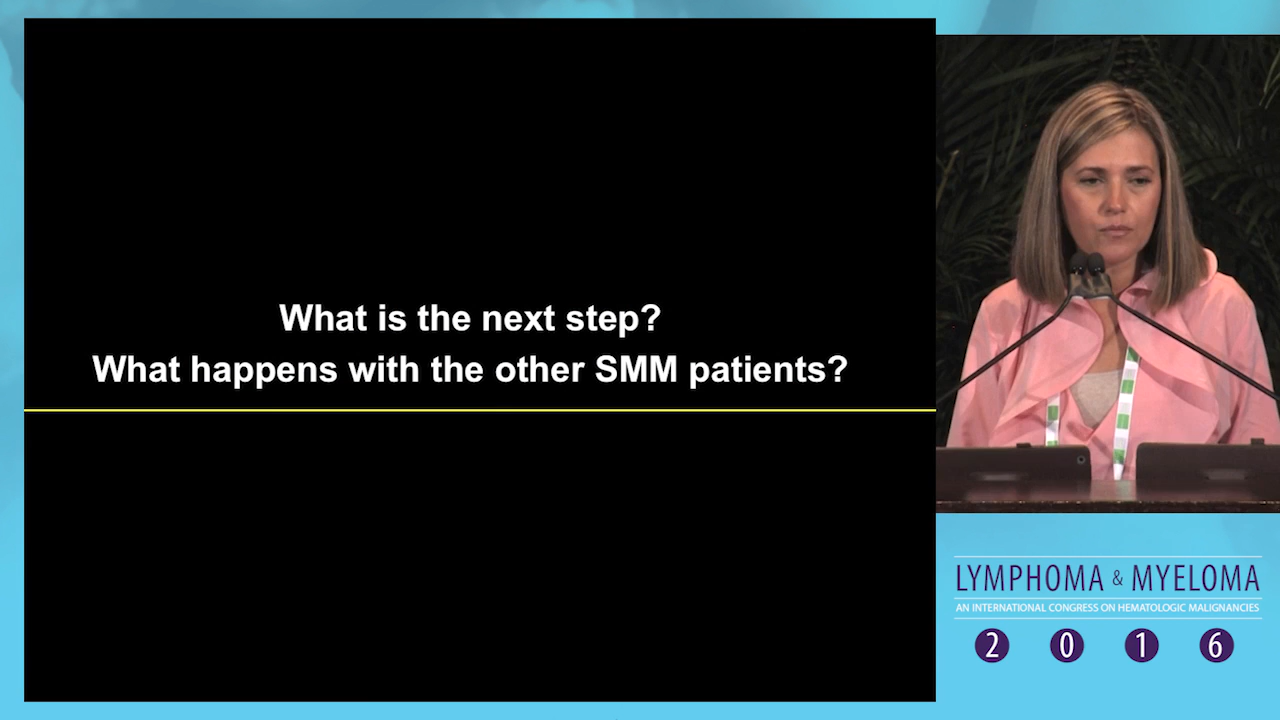 What is the next step?
What happens with the other SMM patients?
LYMPHOMA & MYELOMA
AN INTERNATIONAL CONGRESS ON HEMATOLOGIC MALIGNANCIES
2 0 1 6